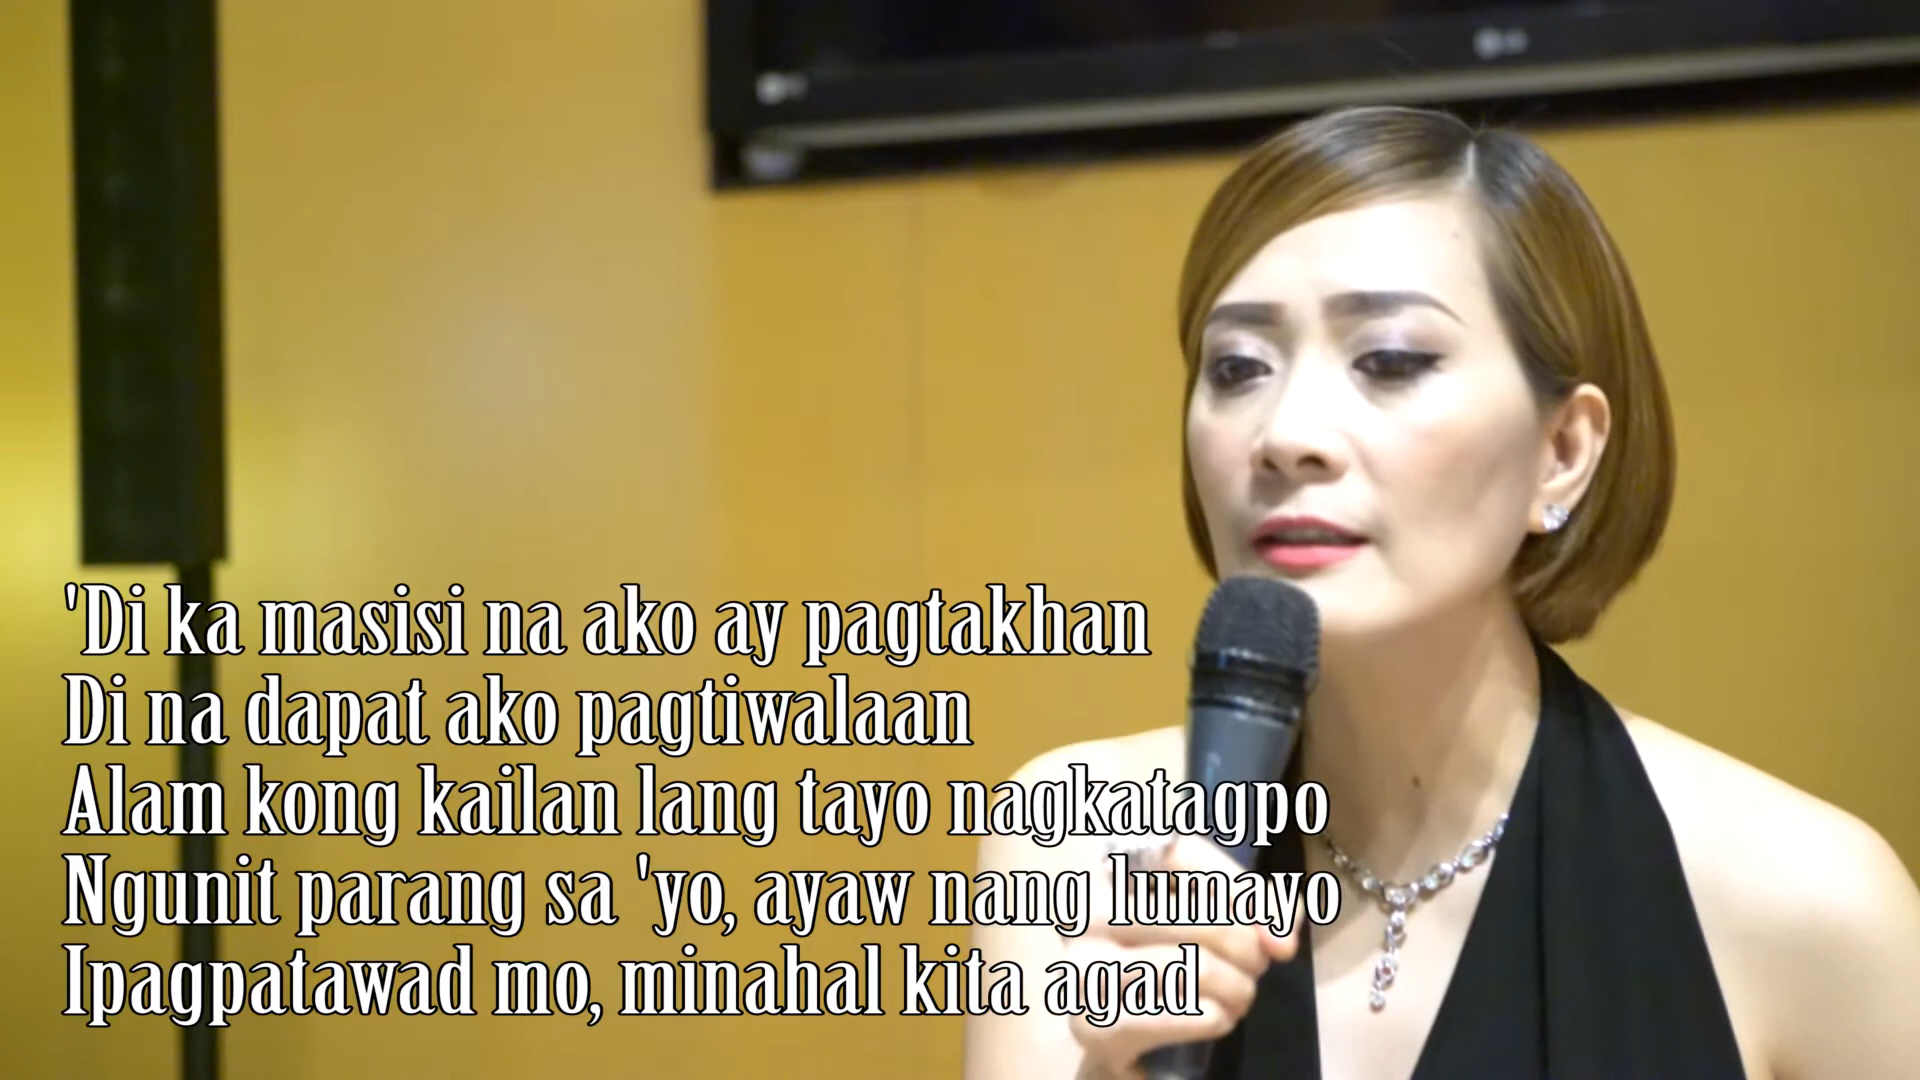 'Di ka masisi na ako ay pagtakhan
Di na dapat ako pagtiwalaan
Alam kong kailan lang tayo nagkatagpo
Ngunit parang sa 'yo, ayaw nang lumayo
Ipagpatawad mo, minahal kita agad